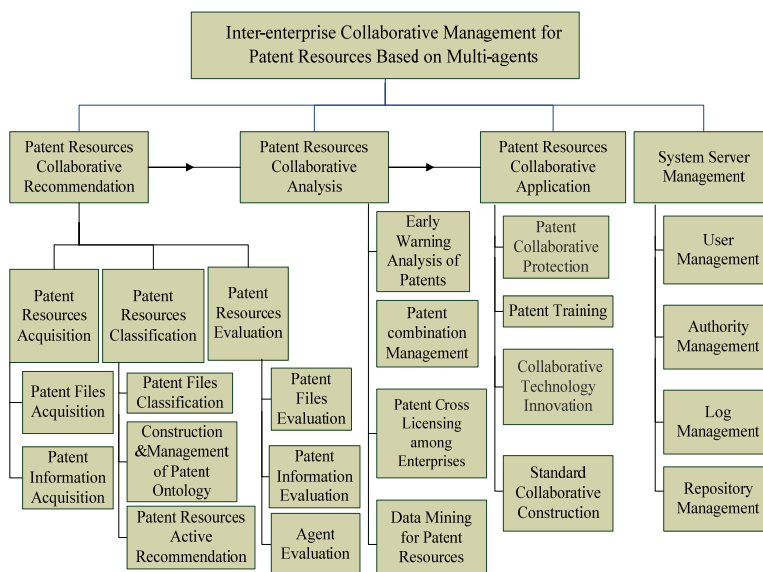 Inter-enterprise Collaborative Management for
Patent Resources Based on Multi-agents
Patent Resources
Collaborative
Recommendation
Patent Resources
Collaborative
Analysis
Patent Resources
Collaborative
Application
System Server
Management
Patent
Resources
Acquisition
Patent
Resources
Classification
Patent
Resources
Evaluation
Patent Files
Acquisition
Patent
Information
Acquisition
Patent Files
Classification
Construction
&Management
of Patent
Ontology
Patent Resources
Active
Recommendation
Patent
Files
Evaluation
Patent
Information
Evaluation
Agent
Evaluation
Early
Warning
Analysis of
Patents
Patent
combination
Management
Patent Cross
Licensing
among
Enterprises
Data Mining
for Patent
Resources
Patent
Collaborative
Protection
Patent Training
Collaborative
Technology
Innovation
Standard
Collaborative
Construction
User
Management
Authority
Management
Log
Management
Repository
Management